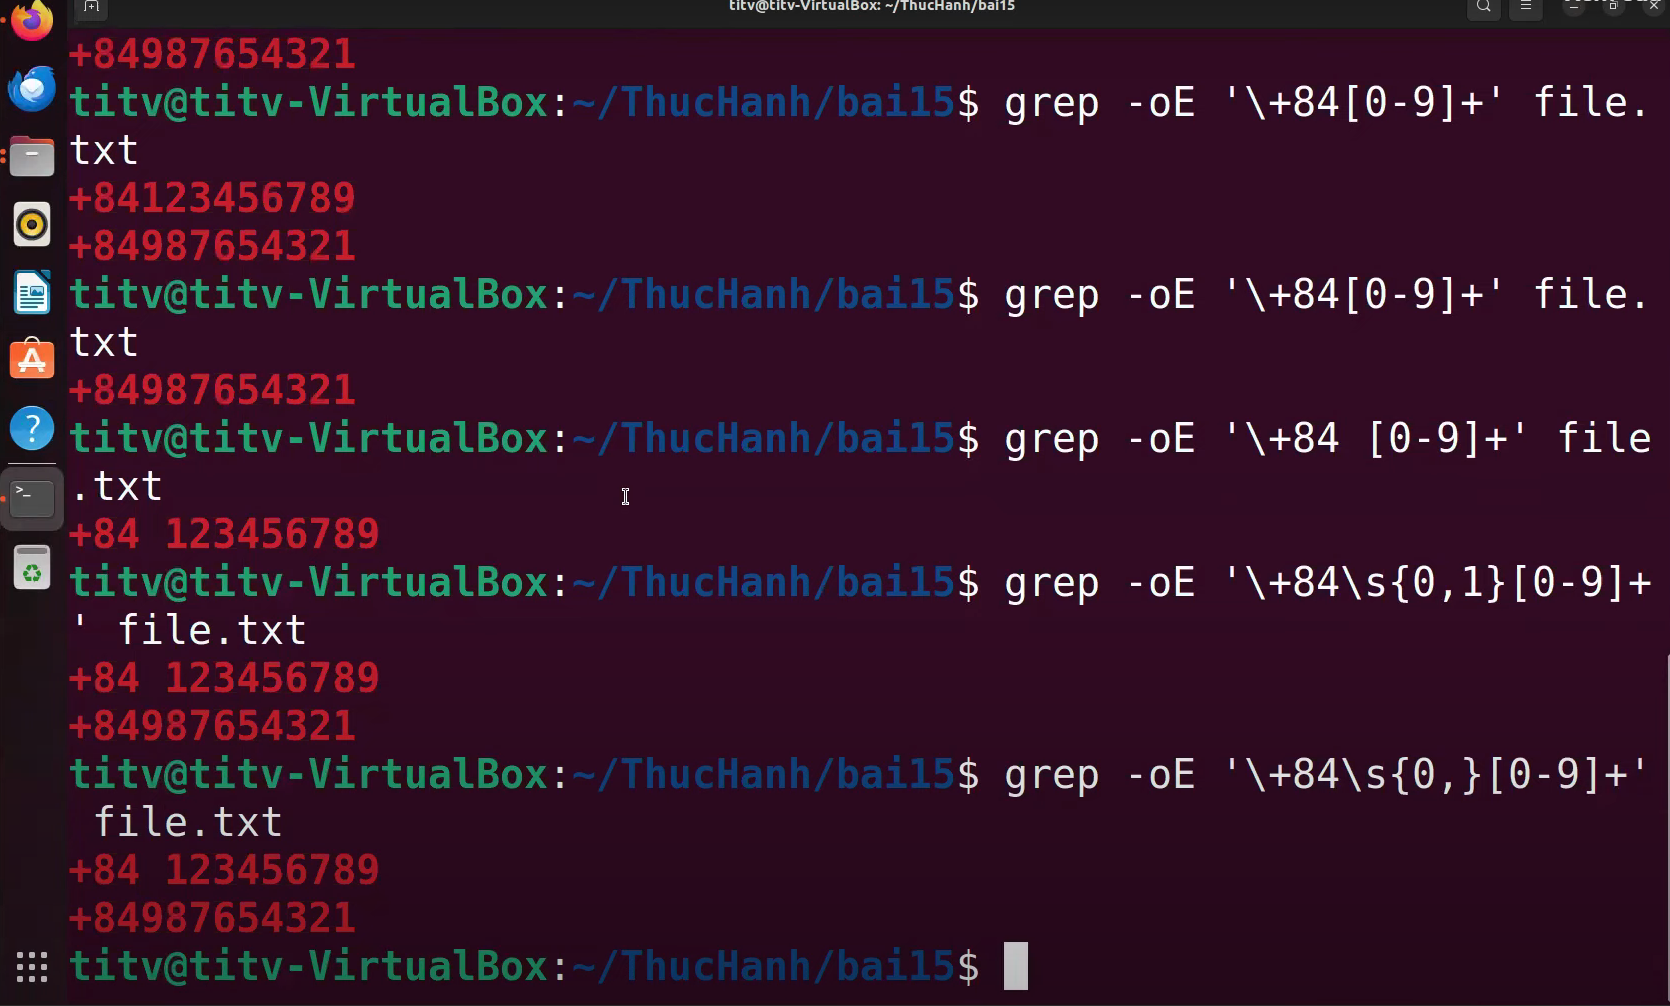 titv@titv-VirtualBox: ~/ThucHanh/bai15
+84987654321
titv@titv-VirtualBox:~/ThucHanh/bai15$ grep -oE '\+84[0-9]+' file.
txt
+84123456789
+84987654321
titv@titv-VirtualBox:~/ThucHanh/bai15$ grep -oE '\+84[0-9]+' file.
txt
+84987654321
titv@titv-VirtualBox:~/ThucHanh/bai15$ grep -oE '\+84 [0-9]+' file
.txt
+84 123456789
titv@titv-VirtualBox:~/ThucHanh/bai15$ grep -oE '\+84\s{0,1}[0-9]+
' file.txt
+84 123456789
+84987654321
titv@titv-VirtualBox:~/ThucHanh/bai15$ grep -oE '\+84\s{0,}[0-9]+'
 file.txt
+84 123456789
+84987654321
titv@titv-VirtualBox:~/ThucHanh/bai15$